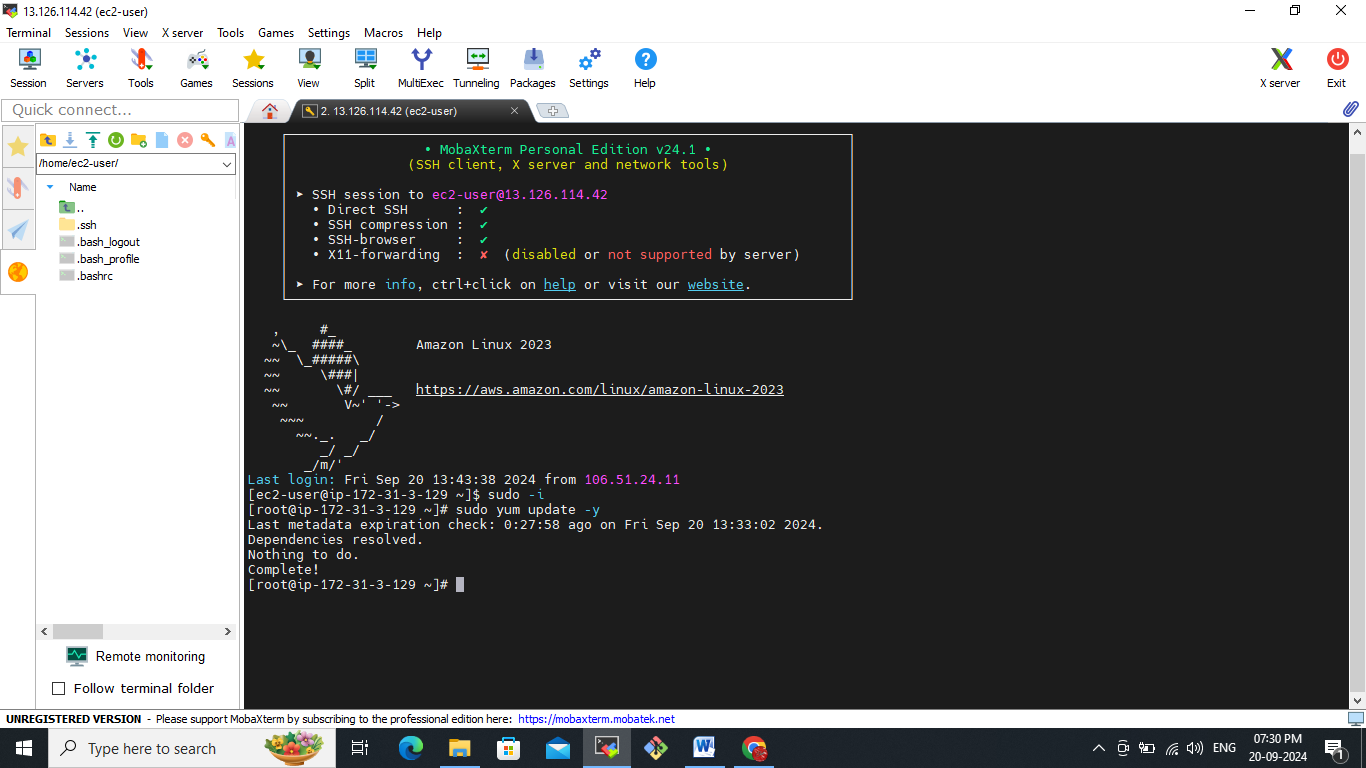 13.126.114.42 (ec2-user)
Terminal Sessions View X server Tools Games Settings Macros Help
Session Servers Tools Games Sessions View Split MultiExec Tunneling Packages Settings Help X server Exit
Quick connect...
2. 13.126.114.42 (ec2-user)
/home/ec2-user/
Name
..
.ssh
.bash_logout
.bash_profile
.bashrc
• MobaXterm Personal Edition v24.1 •
(SSH client, X server and network tools)
➤ SSH session to ec2-user@13.126.114.42
• Direct SSH : ✔
• SSH compression : ✔
• SSH-browser : ✔
• X11-forwarding : ✘ (disabled or not supported by server)
➤ For more info, ctrl+click on help or visit our website.
   ,     #_
   ~\_  ####_        Amazon Linux 2023
  ~~  \_#####\
  ~~     \###|
  ~~       \#/ ___   https://aws.amazon.com/linux/amazon-linux-2023
   ~~       V~' '->
    ~~~         /
      ~~._.   _/
         _/ _/
       _/m/'
Last login: Fri Sep 20 13:43:38 2024 from 106.51.24.11
[ec2-user@ip-172-31-3-129 ~]$ sudo -i
[root@ip-172-31-3-129 ~]# sudo yum update -y
Last metadata expiration check: 0:27:58 ago on Fri Sep 20 13:33:02 2024.
Dependencies resolved.
Nothing to do.
Complete!
[root@ip-172-31-3-129 ~]#
Remote monitoring
Follow terminal folder
UNREGISTERED VERSION - Please support MobaXterm by subscribing to the professional edition here: https://mobaxterm.mobatek.net
Type here to search
ENG
07:30 PM
20-09-2024
1